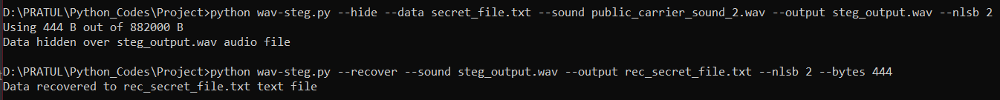 D:\PRATUL\Python_Codes\Project>python wav-steg.py --hide --data secret_file.txt --sound public_carrier_sound_2.wav --output steg_output.wav --nlsb 2
Using 444 B out of 882000 B
Data hidden over steg_output.wav audio file
D:\PRATUL\Python_Codes\Project>python wav-steg.py --recover --sound steg_output.wav --output rec_secret_file.txt --nlsb 2 --bytes 444
Data recovered to rec_secret_file.txt text file